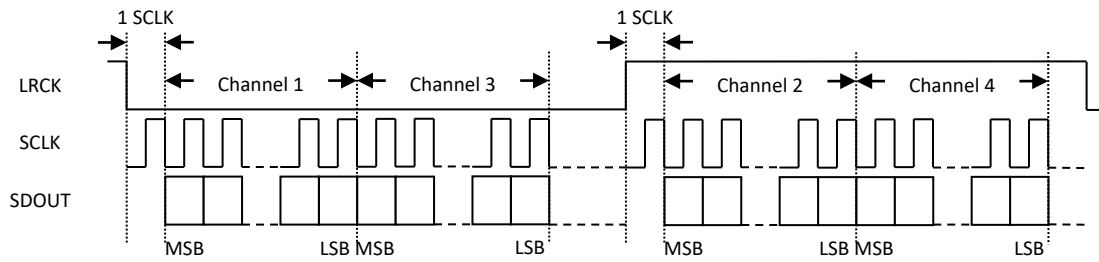 1 SCLK 1 SCLK
LRCK Channel 1 Channel 3 Channel 2 Channel 4
SCLK
SDOUT
MSB LSB MSB LSB MSB LSB MSB LSB